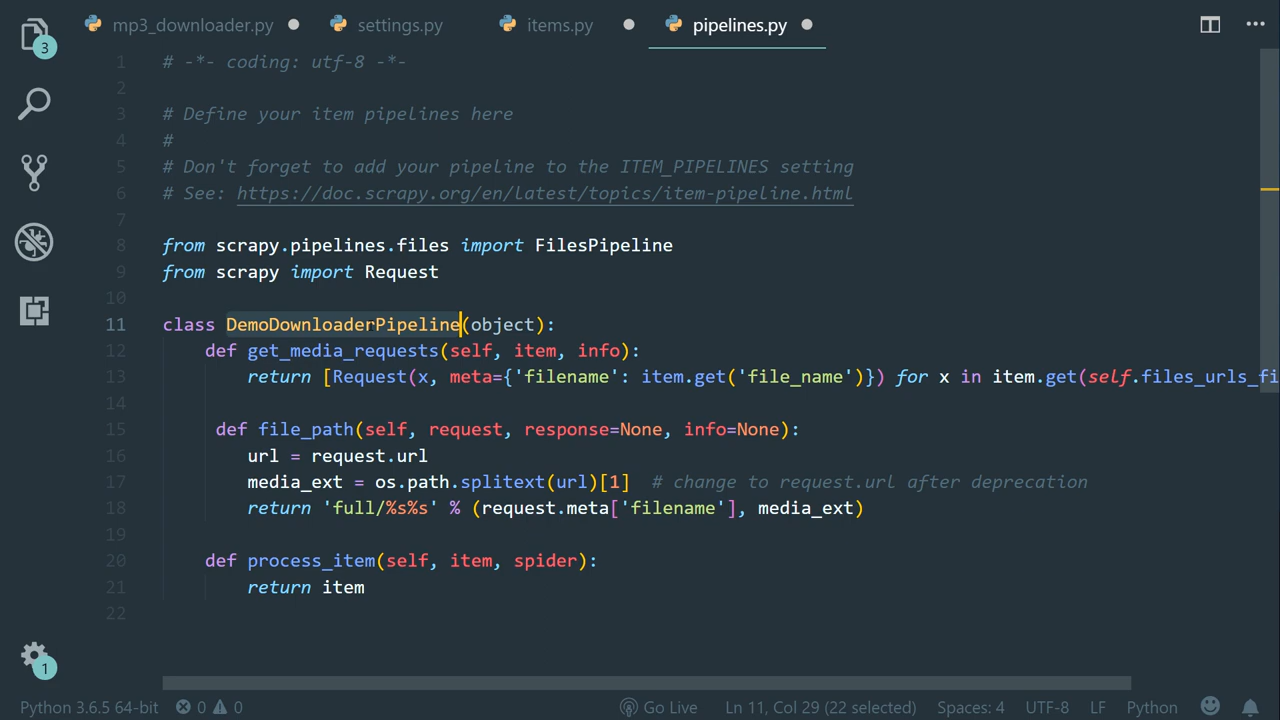 mp3_downloader.py settings.py items.py pipelines.py
3
1 # -*- coding: utf-8 -*-
2
3 # Define your item pipelines here
4 #
5 # Don't forget to add your pipeline to the ITEM_PIPELINES setting
6 # See: https://doc.scrapy.org/en/latest/topics/item-pipeline.html
7
8 from scrapy.pipelines.files import FilesPipeline
9 from scrapy import Request
10
11 class DemoDownloaderPipeline(object):
12     def get_media_requests(self, item, info):
13         return [Request(x, meta={'filename': item.get('file_name')}) for x in item.get(self.files_urls_fi
14
15      def file_path(self, request, response=None, info=None):
16         url = request.url
17         media_ext = os.path.splitext(url)[1]  # change to request.url after deprecation
18         return 'full/%s%s' % (request.meta['filename'], media_ext)
19
20     def process_item(self, item, spider):
21         return item
22
1
Python 3.6.5 64-bit 0 0 Go Live Ln 11, Col 29 (22 selected) Spaces: 4 UTF-8 LF Python